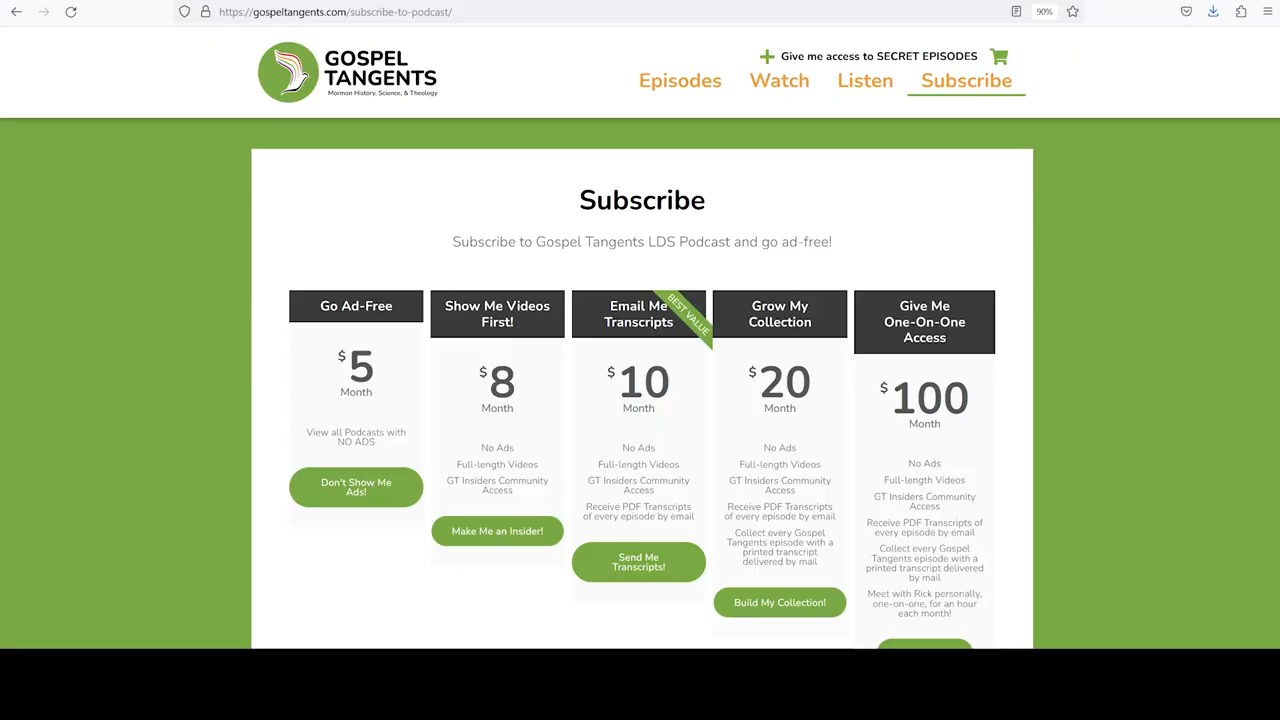 https://gospeltangents.com/subscribe-to-podcast/
90%
GOSPEL
TANGENTS
Mormon History, Science, & Theology
Give me access to SECRET EPISODES
Episodes
Watch
Listen
Subscribe
Subscribe
Subscribe to Gospel Tangents LDS Podcast and go ad-free!
Go Ad-Free
$5
Month
View all Podcasts with
NO ADS
Don't Show Me
Ads!
Show Me Videos
First!
$8
Month
No Ads
Full-length Videos
GT Insiders Community
Access
Make Me an Insider!
Email Me
Transcripts
BEST VALUE
$10
Month
No Ads
Full-length Videos
GT Insiders Community
Access
Receive PDF Transcripts
of every episode by email
Send Me
Transcripts!
Grow My
Collection
$20
Month
No Ads
Full-length Videos
GT Insiders Community
Access
Receive PDF Transcripts
of every episode by email
Collect every Gospel
Tangents episode with a
printed transcript
delivered by mail
Build My Collection!
Give Me
One-On-One
Access
$100
Month
No Ads
Full-length Videos
GT Insiders Community
Access
Receive PDF Transcripts
of every episode by email
Collect every Gospel
Tangents episode with a
printed transcript delivered
by mail
Meet with Rick personally,
one-on-one, for an hour
each month!